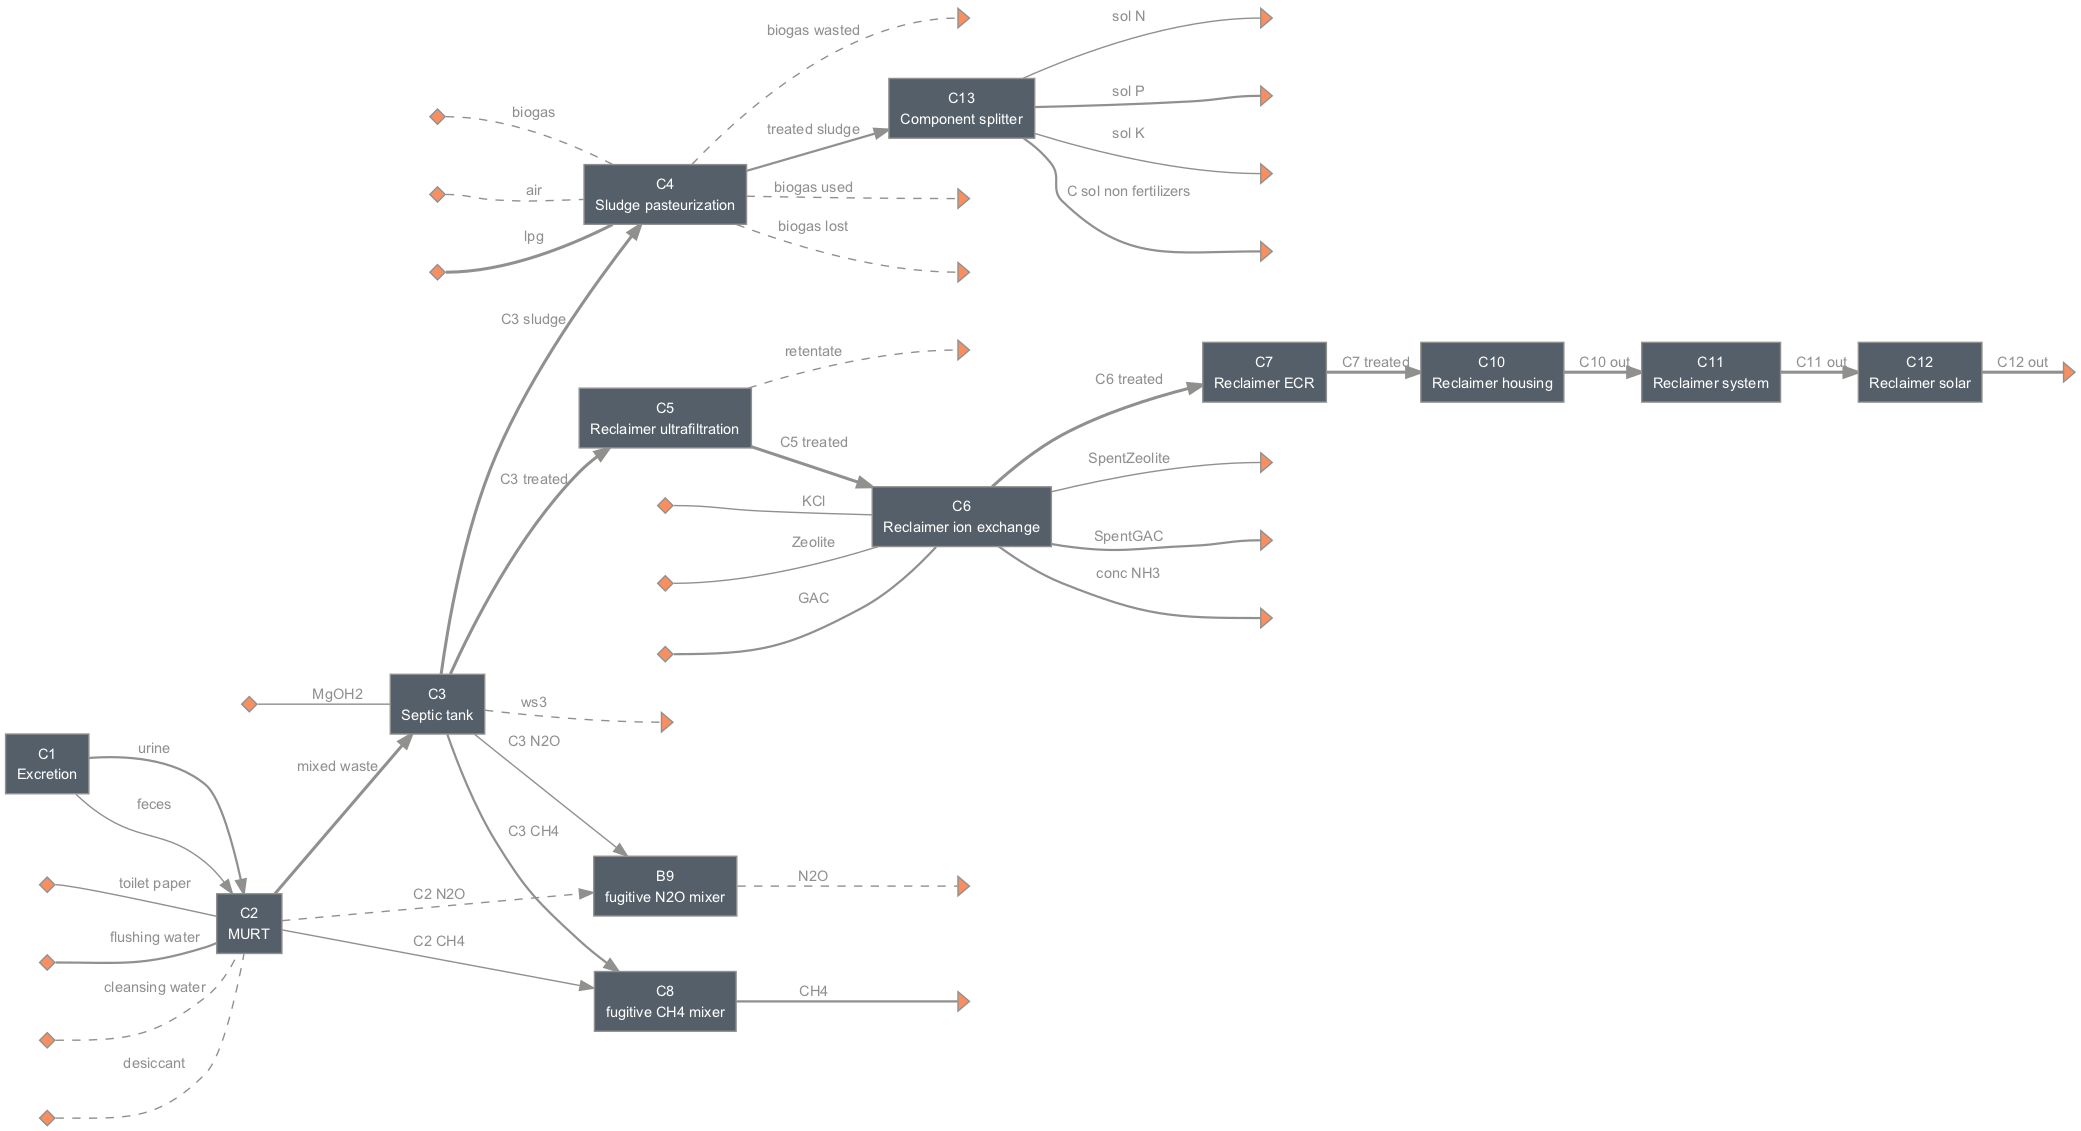 biogas wasted
sol N
C13
Component splitter
sol P
biogas
treated sludge
sol K
C4
Sludge pasteurization
air
biogas used
C sol non fertilizers
lpg
biogas lost
C3 sludge
retentate
C7
Reclaimer ECR
C7 treated
C10
Reclaimer housing
C10 out
C11
Reclaimer system
C11 out
C12
Reclaimer solar
C12 out
C6 treated
C5
Reclaimer ultrafiltration
C5 treated
SpentZeolite
C3 treated
KCl
C6
Reclaimer ion exchange
SpentGAC
Zeolite
conc NH3
GAC
MgOH2
C3
Septic tank
ws3
C1
Excretion
urine
mixed waste
C3 N2O
feces
C3 CH4
toilet paper
C2
MURT
C2 N2O
B9
fugitive N2O mixer
N2O
flushing water
C2 CH4
cleansing water
C8
fugitive CH4 mixer
CH4
desiccant